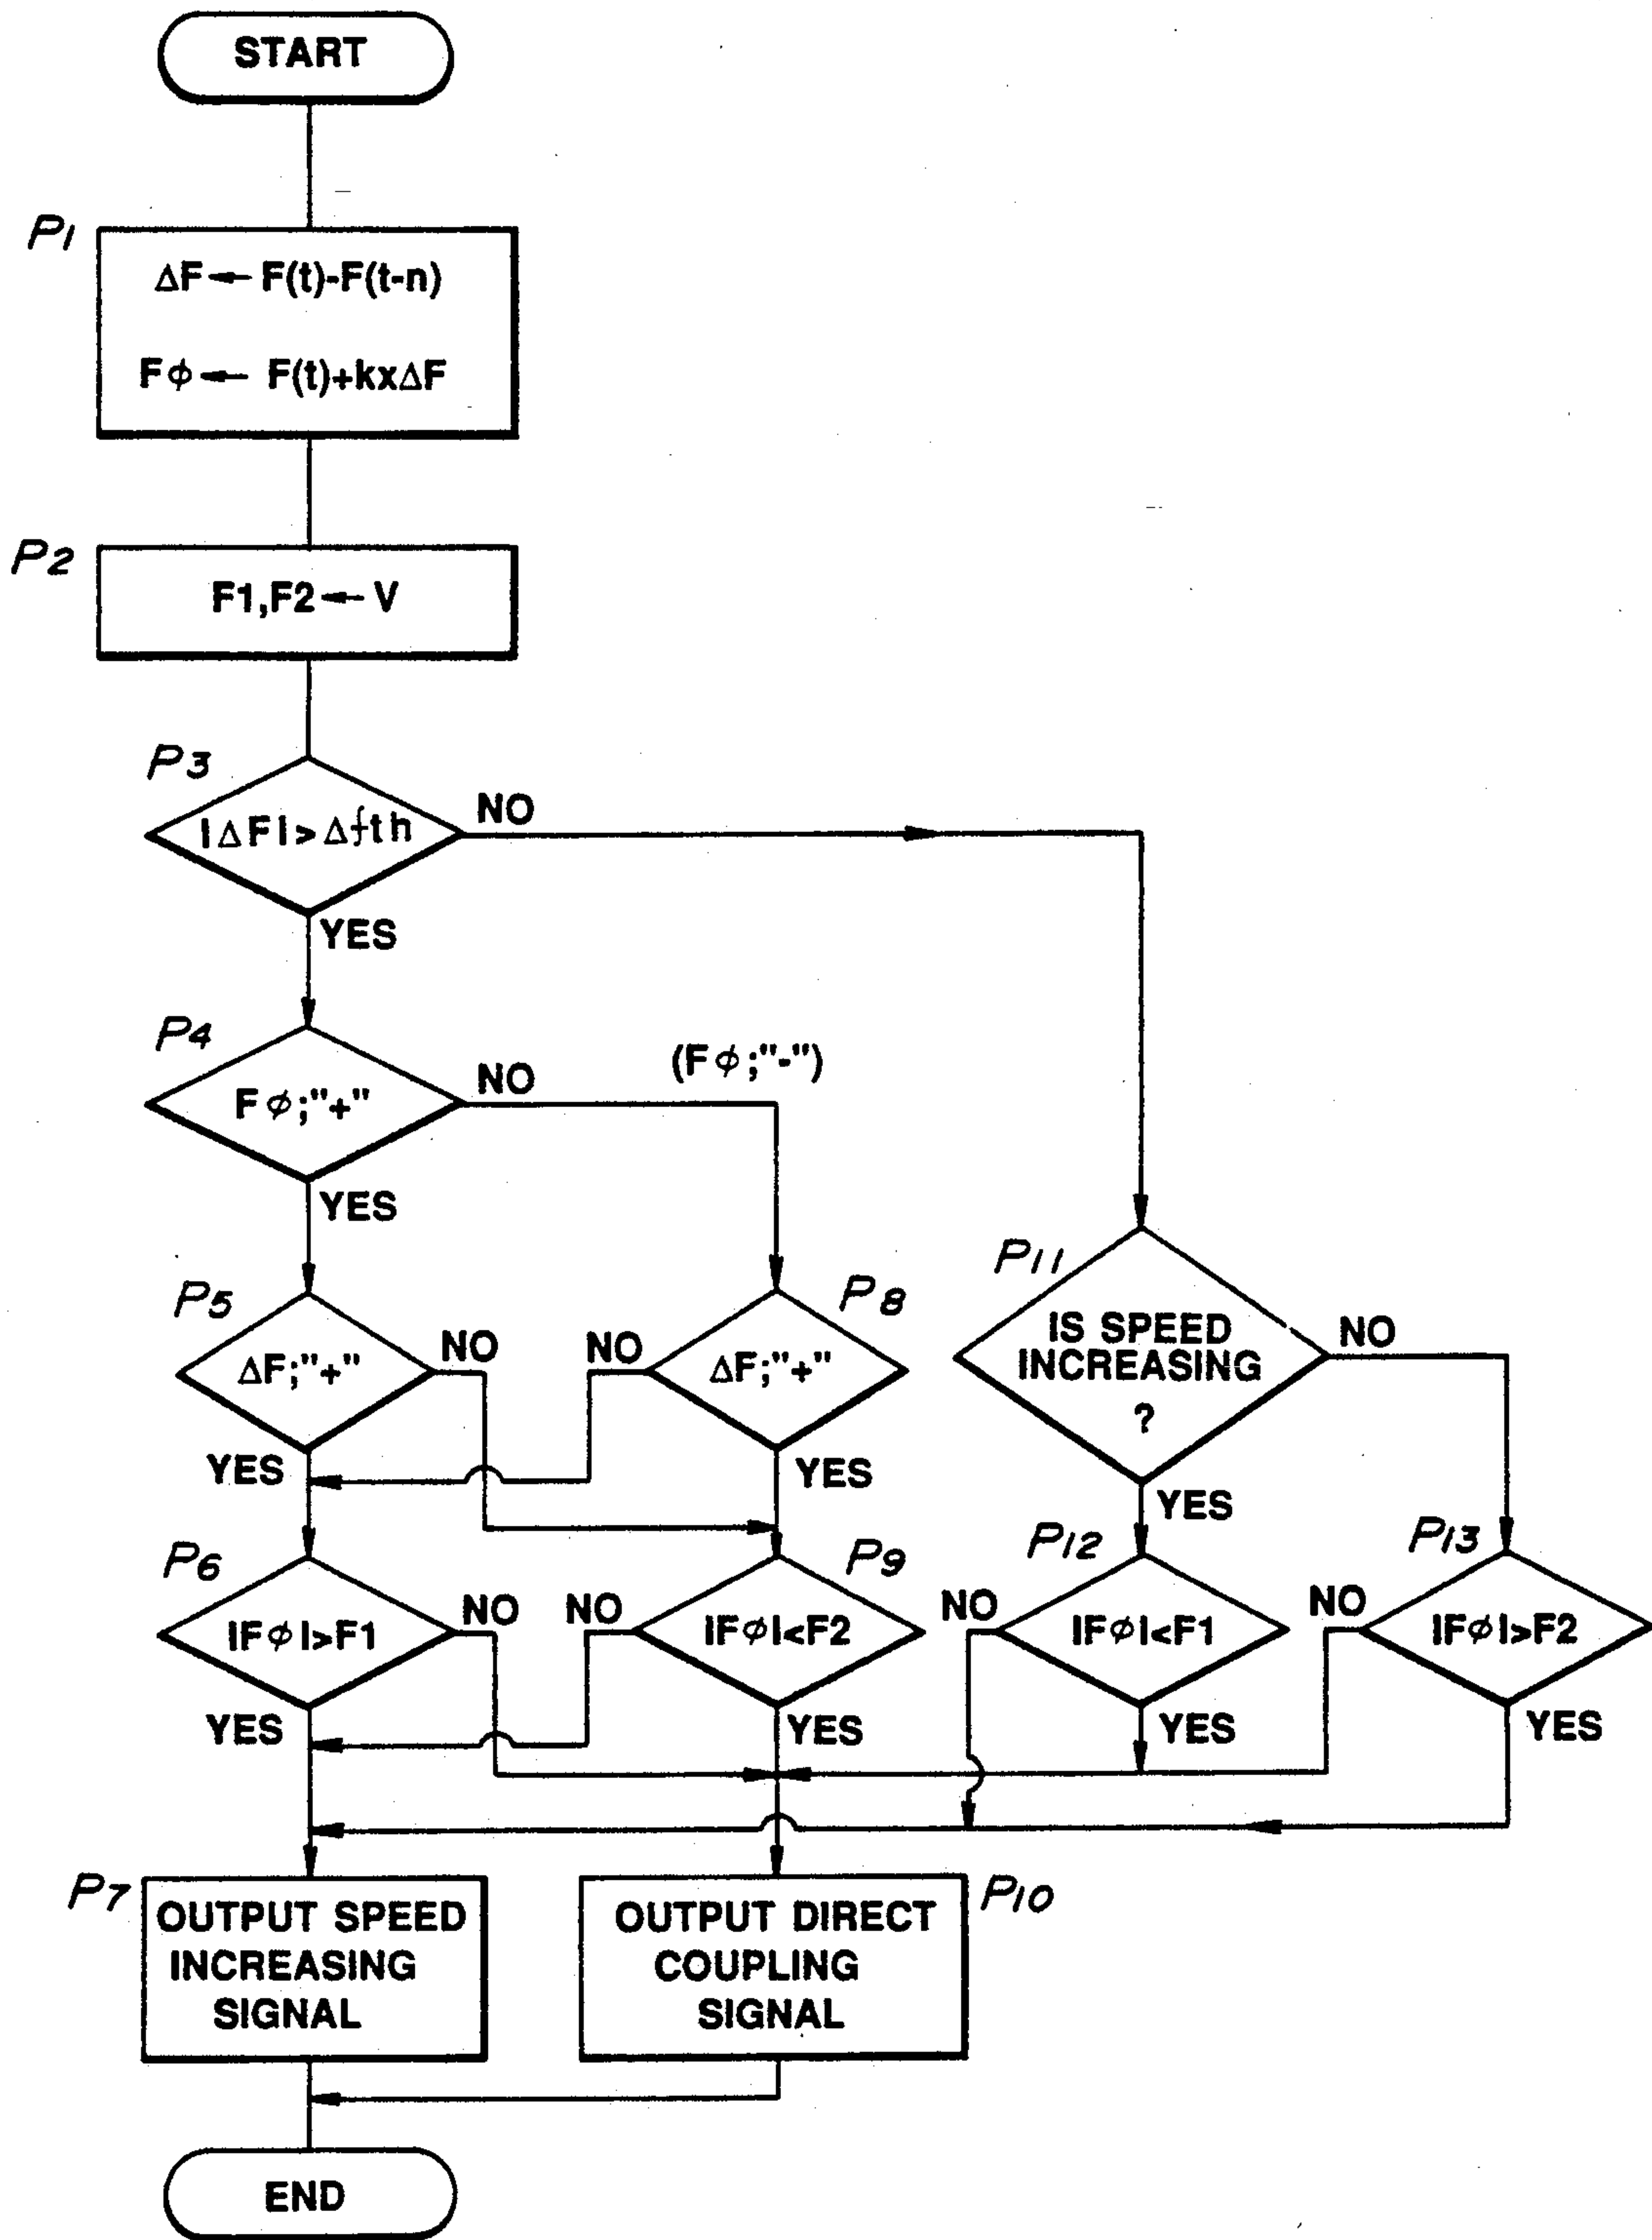 START
P1
ΔF ← F(t)-F(t-n)
Fϕ ← F(t)+kxΔF
P2
F1,F2 ← V
P3
|ΔF|>Δfth
NO
YES
P4
Fϕ;"+"
NO
(Fϕ;"-")
YES
P5
ΔF;"+"
NO
YES
P8
NO
ΔF;"+"
YES
P11
IS SPEED
INCREASING
?
NO
YES
P6
|Fϕ|>F1
NO
YES
P9
NO
|Fϕ|<F2
YES
P12
NO
|Fϕ|<F1
YES
P13
NO
|Fϕ|>F2
YES
P7
OUTPUT SPEED
INCREASING
SIGNAL
P10
OUTPUT DIRECT
COUPLING
SIGNAL
END